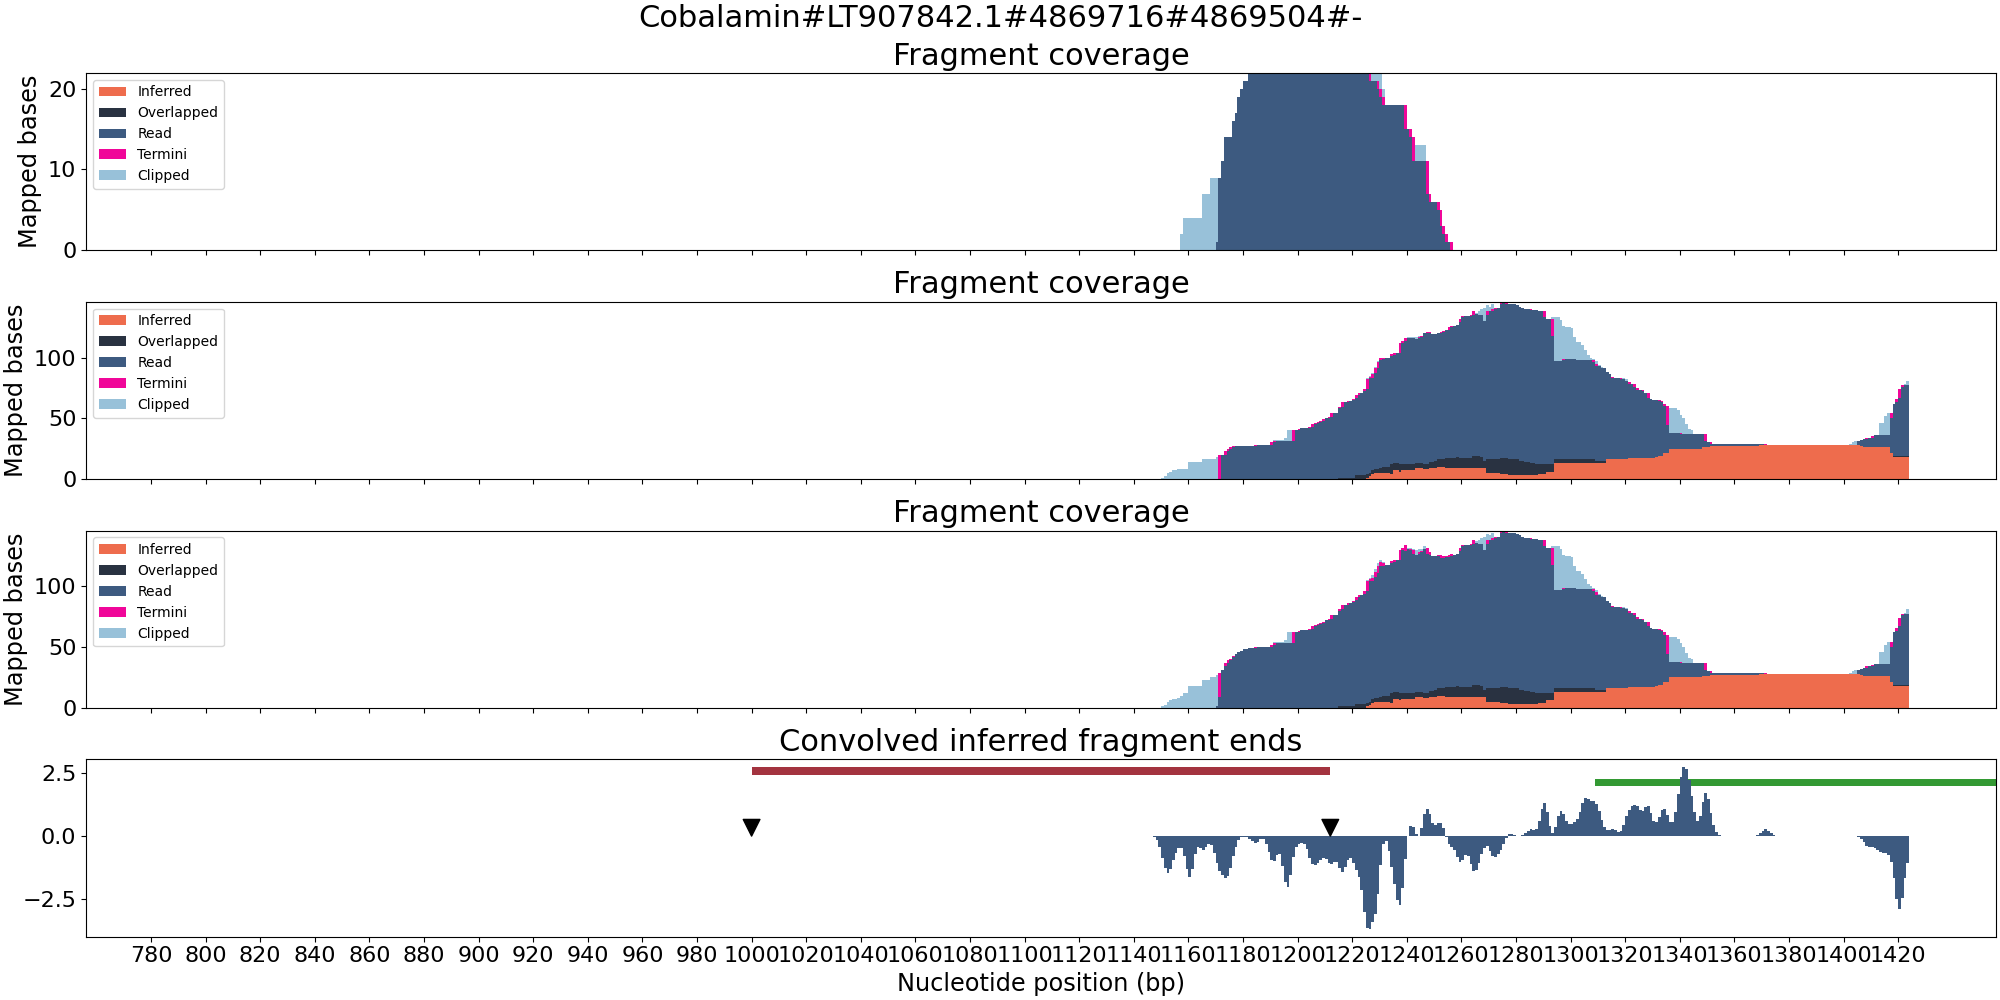 Cobalamin#LT907842.1#4869716#4869504#-
Fragment coverage
Mapped bases
20
10
0
Inferred
Overlapped
Read
Termini
Clipped
Fragment coverage
Mapped bases
100
50
0
Inferred
Overlapped
Read
Termini
Clipped
Fragment coverage
Mapped bases
100
50
0
Inferred
Overlapped
Read
Termini
Clipped
Convolved inferred fragment ends
2.5
0.0
−2.5
780 800 820 840 860 880 900 920 940 960 980 1000 1020 1040 1060 1080 1100 1120 1140 1160 1180 1200 1220 1240 1260 1280 1300 1320 1340 1360 1380 1400 1420
Nucleotide position (bp)